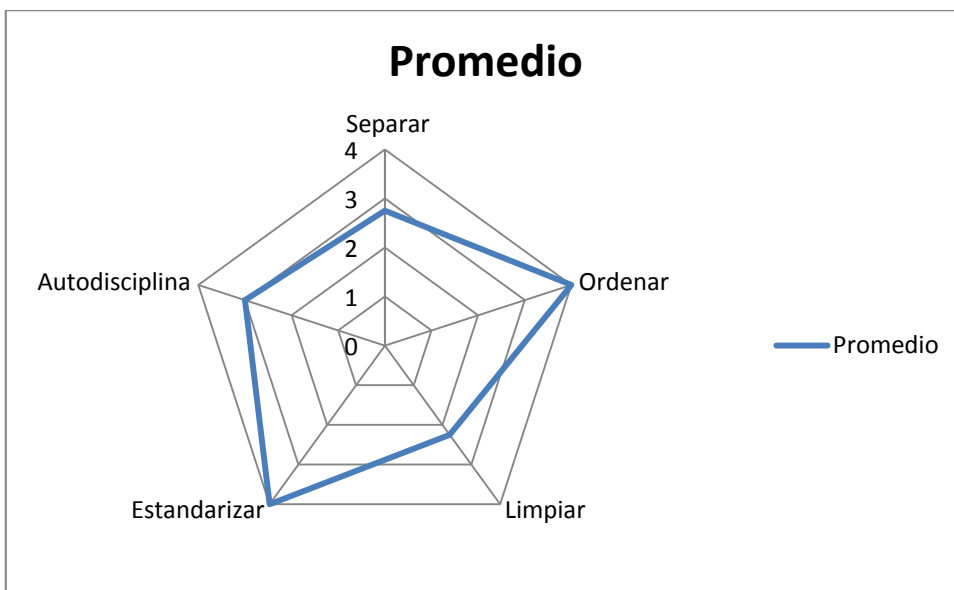 Promedio
Separar
4
3
2
1
0
Ordenar
Limpiar
Estandarizar
Autodisciplina
Promedio